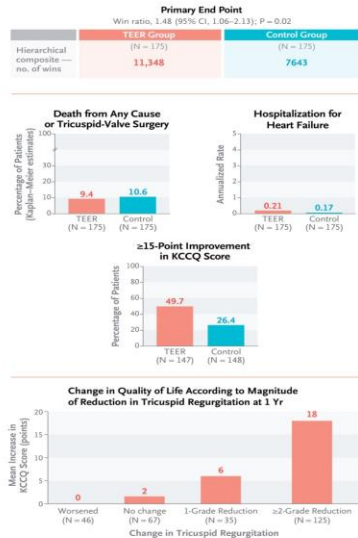 Primary End Point
Win ratio, 1.48 (95% CI, 1.06–2.13); P = 0.02
TEER Group
Control Group
(N = 175)
(N = 175)
Hierarchical
composite —
no. of wins
11,348
7643
Death from Any Cause
or Tricuspid-Valve Surgery
Percentage of Patients
(Kaplan–Meier estimates)
100
30
20
10
0
9.4
10.6
TEER
(N = 175)
Control
(N = 175)
Hospitalization for
Heart Failure
Annualized Rate
5
4
3
2
1
0
0.21
0.17
TEER
(N = 175)
Control
(N = 175)
≥15-Point Improvement
in KCCQ Score
Percentage of Patients
100
80
60
40
20
0
49.7
26.4
TEER
(N = 147)
Control
(N = 148)
Change in Quality of Life According to Magnitude
of Reduction in Tricuspid Regurgitation at 1 Yr
Mean Increase in
KCCQ Score (points)
20
15
10
5
0
0
2
6
18
Worsened
(N = 46)
No change
(N = 67)
1-Grade Reduction
(N = 35)
≥2-Grade Reduction
(N = 125)
Change in Tricuspid Regurgitation